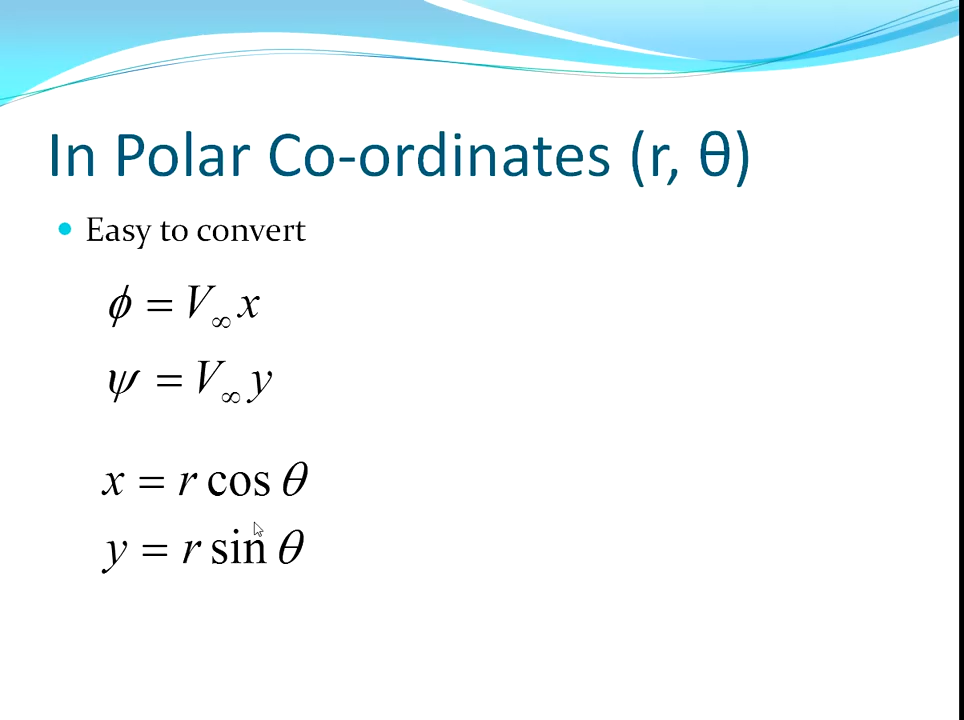 In Polar Co-ordinates (r, θ)
Easy to convert
ϕ = V∞ x
ψ = V∞ y
x = r cos θ
y = r sin θ